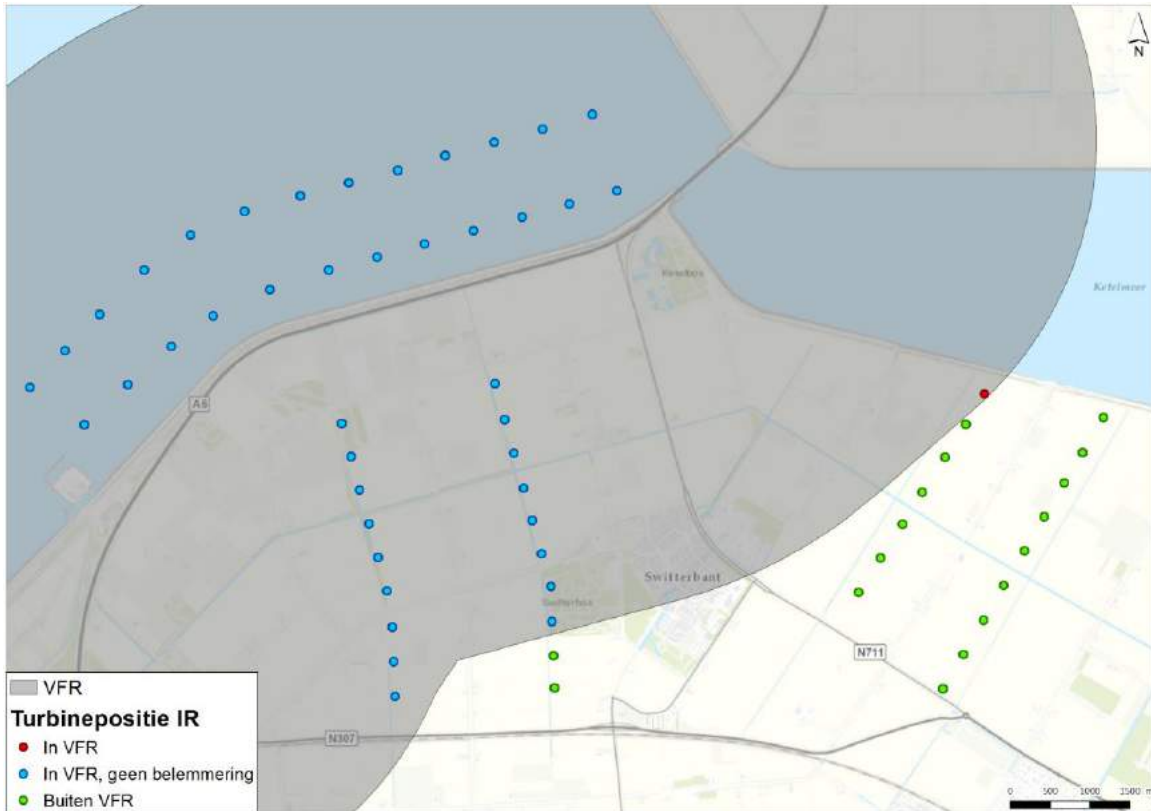 N
Ketelmeer
A6
Swifterbant
N711
N307
VFR
Turbinepositie IR
In VFR
In VFR, geen belemmering
Buiten VFR
0 500 1000 1500 m